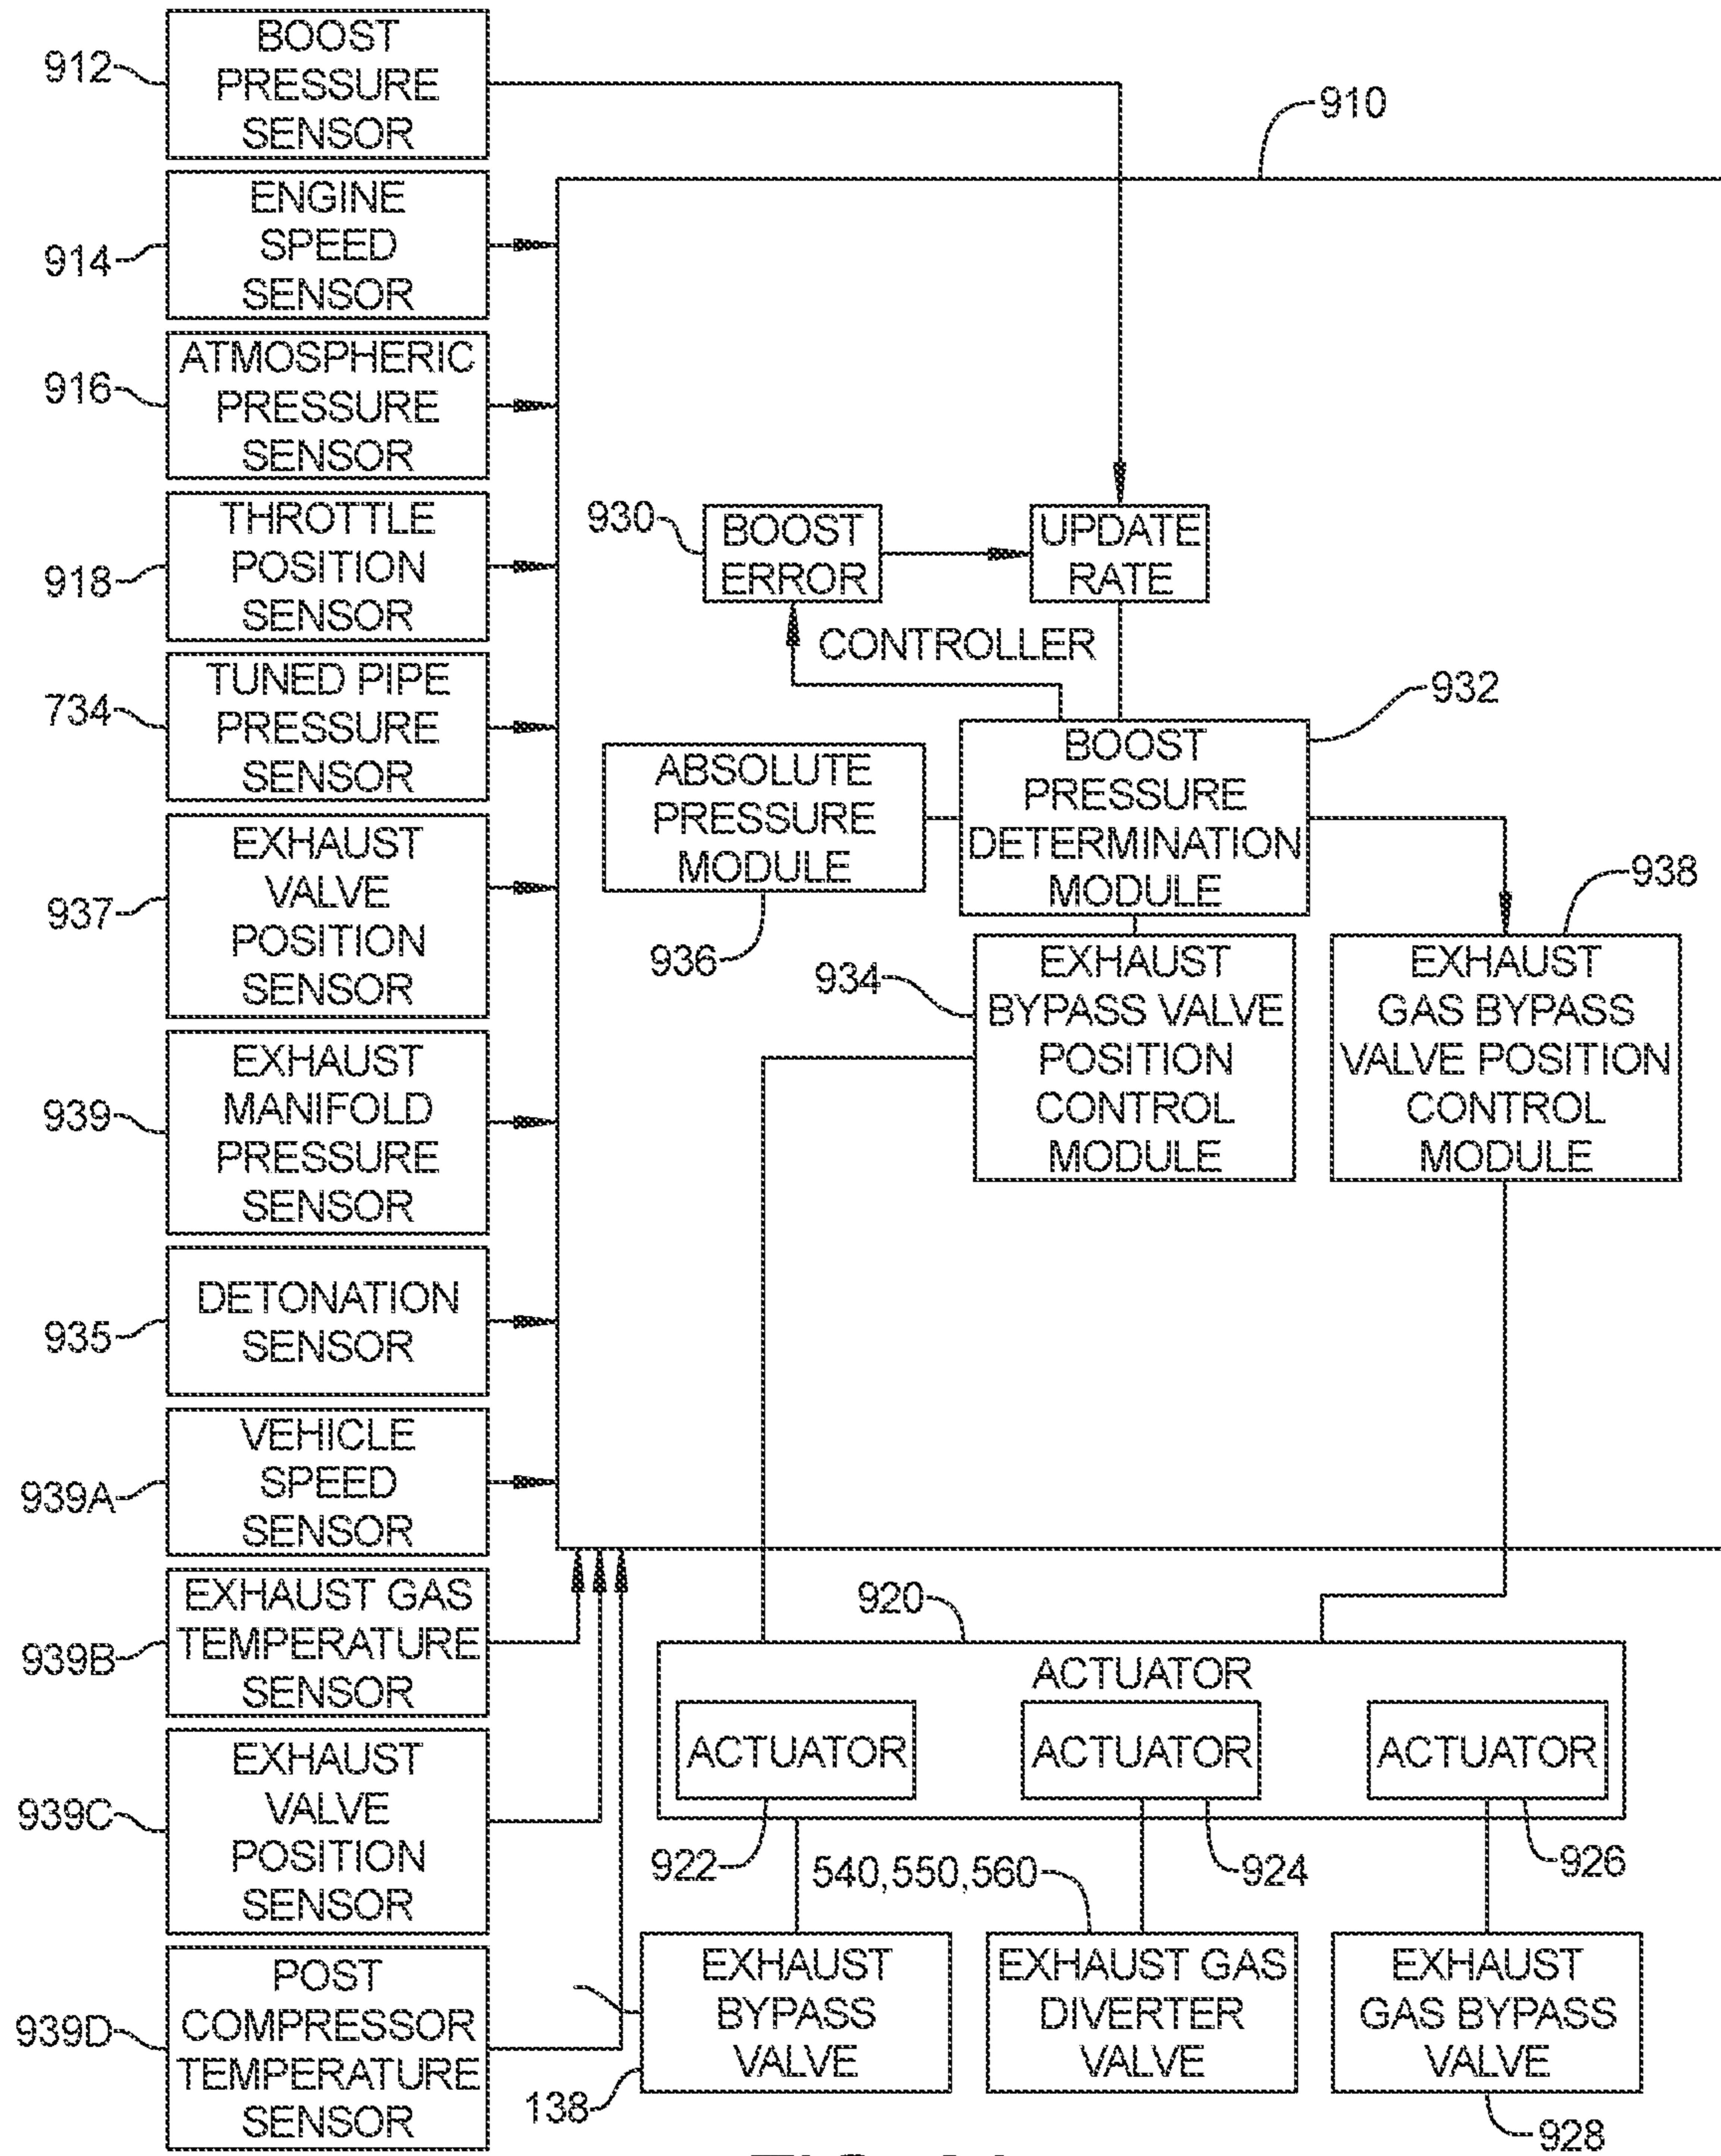 912
BOOST
PRESSURE
SENSOR
910
914
ENGINE
SPEED
SENSOR
916
ATMOSPHERIC
PRESSURE
SENSOR
918
THROTTLE
POSITION
SENSOR
734
TUNED PIPE
PRESSURE
SENSOR
937
EXHAUST
VALVE
POSITION
SENSOR
939
EXHAUST
MANIFOLD
PRESSURE
SENSOR
935
DETONATION
SENSOR
939A
VEHICLE
SPEED
SENSOR
939B
EXHAUST GAS
TEMPERATURE
SENSOR
939C
EXHAUST
VALVE
POSITION
SENSOR
939D
POST
COMPRESSOR
TEMPERATURE
SENSOR
930
BOOST
ERROR
UPDATE
RATE
CONTROLLER
932
BOOST
PRESSURE
DETERMINATION
MODULE
ABSOLUTE
PRESSURE
MODULE
936
934
EXHAUST
BYPASS VALVE
POSITION
CONTROL
MODULE
938
EXHAUST
GAS BYPASS
VALVE POSITION
CONTROL
MODULE
920
ACTUATOR
ACTUATOR
ACTUATOR
ACTUATOR
922
540,550,560
924
926
EXHAUST
BYPASS
VALVE
138
EXHAUST GAS
DIVERTER
VALVE
EXHAUST
GAS BYPASS
VALVE
928